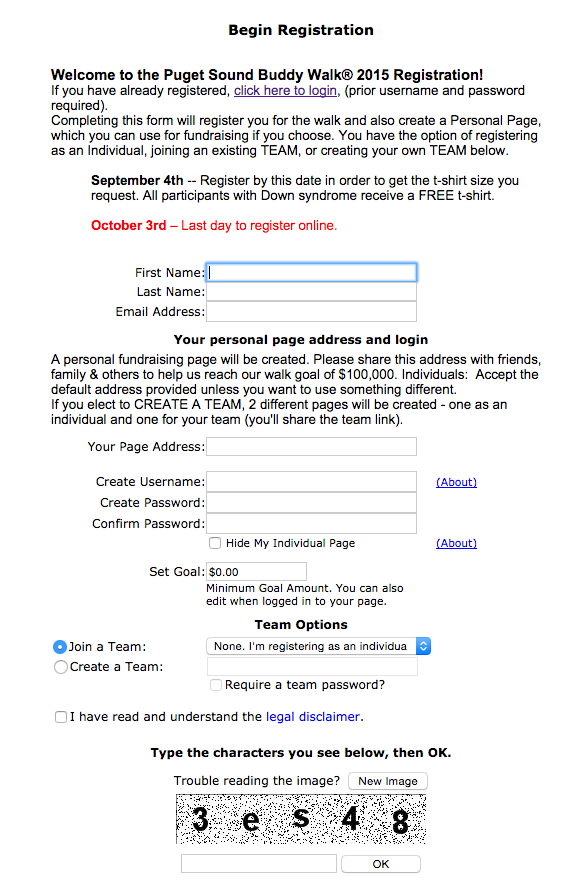 Begin Registration
Welcome to the Puget Sound Buddy Walk® 2015 Registration!
If you have already registered, click here to login, (prior username and password
required).
Completing this form will register you for the walk and also create a Personal Page,
which you can use for fundraising if you choose. You have the option of registering
as an Individual, joining an existing TEAM, or creating your own TEAM below.
September 4th -- Register by this date in order to get the t-shirt size you
request. All participants with Down syndrome receive a FREE t-shirt.
October 3rd – Last day to register online.
First Name:
Last Name:
Email Address:
Your personal page address and login
A personal fundraising page will be created. Please share this address with friends,
family & others to help us reach our walk goal of $100,000. Individuals:  Accept the
default address provided unless you want to use something different.
If you elect to CREATE A TEAM, 2 different pages will be created - one as an
individual and one for your team (you'll share the team link).
Your Page Address:
Create Username: (About)
Create Password:
Confirm Password:
Hide My Individual Page (About)
Set Goal: $0.00
Minimum Goal Amount. You can also
edit when logged in to your page.
Team Options
Join a Team: None. I'm registering as an individua
Create a Team:
Require a team password?
I have read and understand the legal disclaimer.
Type the characters you see below, then OK.
Trouble reading the image? New Image
3 e s 4 8
OK